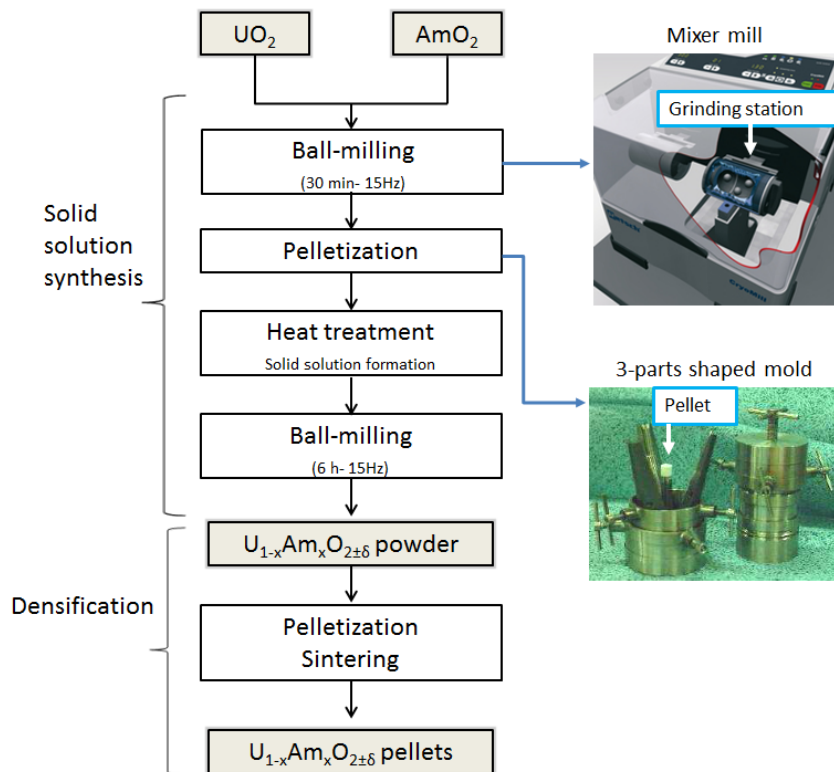 UO₂
AmO₂
Mixer mill
Grinding station
Ball-milling
(30 min- 15Hz)
Solid
solution
synthesis
Pelletization
Heat treatment
Solid solution formation
3-parts shaped mold
Pellet
Ball-milling
(6 h- 15Hz)
U₁₋ₓAmₓO₂±δ powder
Densification
Pelletization
Sintering
U₁₋ₓAmₓO₂±δ pellets
CryoMill